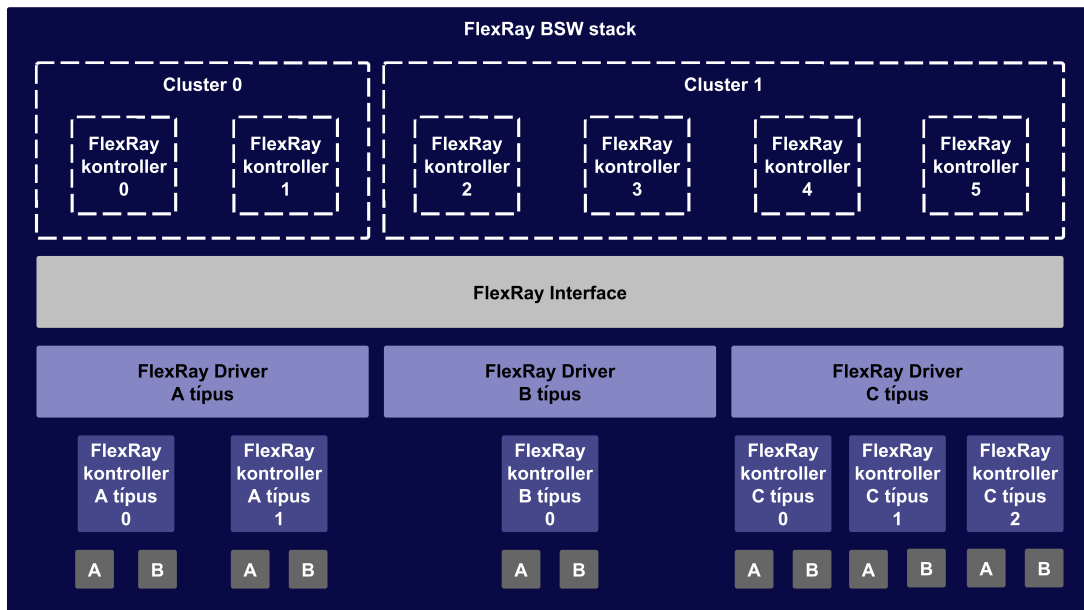 FlexRay BSW stack
Cluster 0
Cluster 1
FlexRay
kontroller
0
FlexRay
kontroller
1
FlexRay
kontroller
2
FlexRay
kontroller
3
FlexRay
kontroller
4
FlexRay
kontroller
5
FlexRay Interface
FlexRay Driver
A típus
FlexRay Driver
B típus
FlexRay Driver
C típus
FlexRay
kontroller
A típus
0
FlexRay
kontroller
A típus
1
FlexRay
kontroller
B típus
0
FlexRay
kontroller
C típus
0
FlexRay
kontroller
C típus
1
FlexRay
kontroller
C típus
2
A
B
A
B
A
B
A
B
A
B
A
B